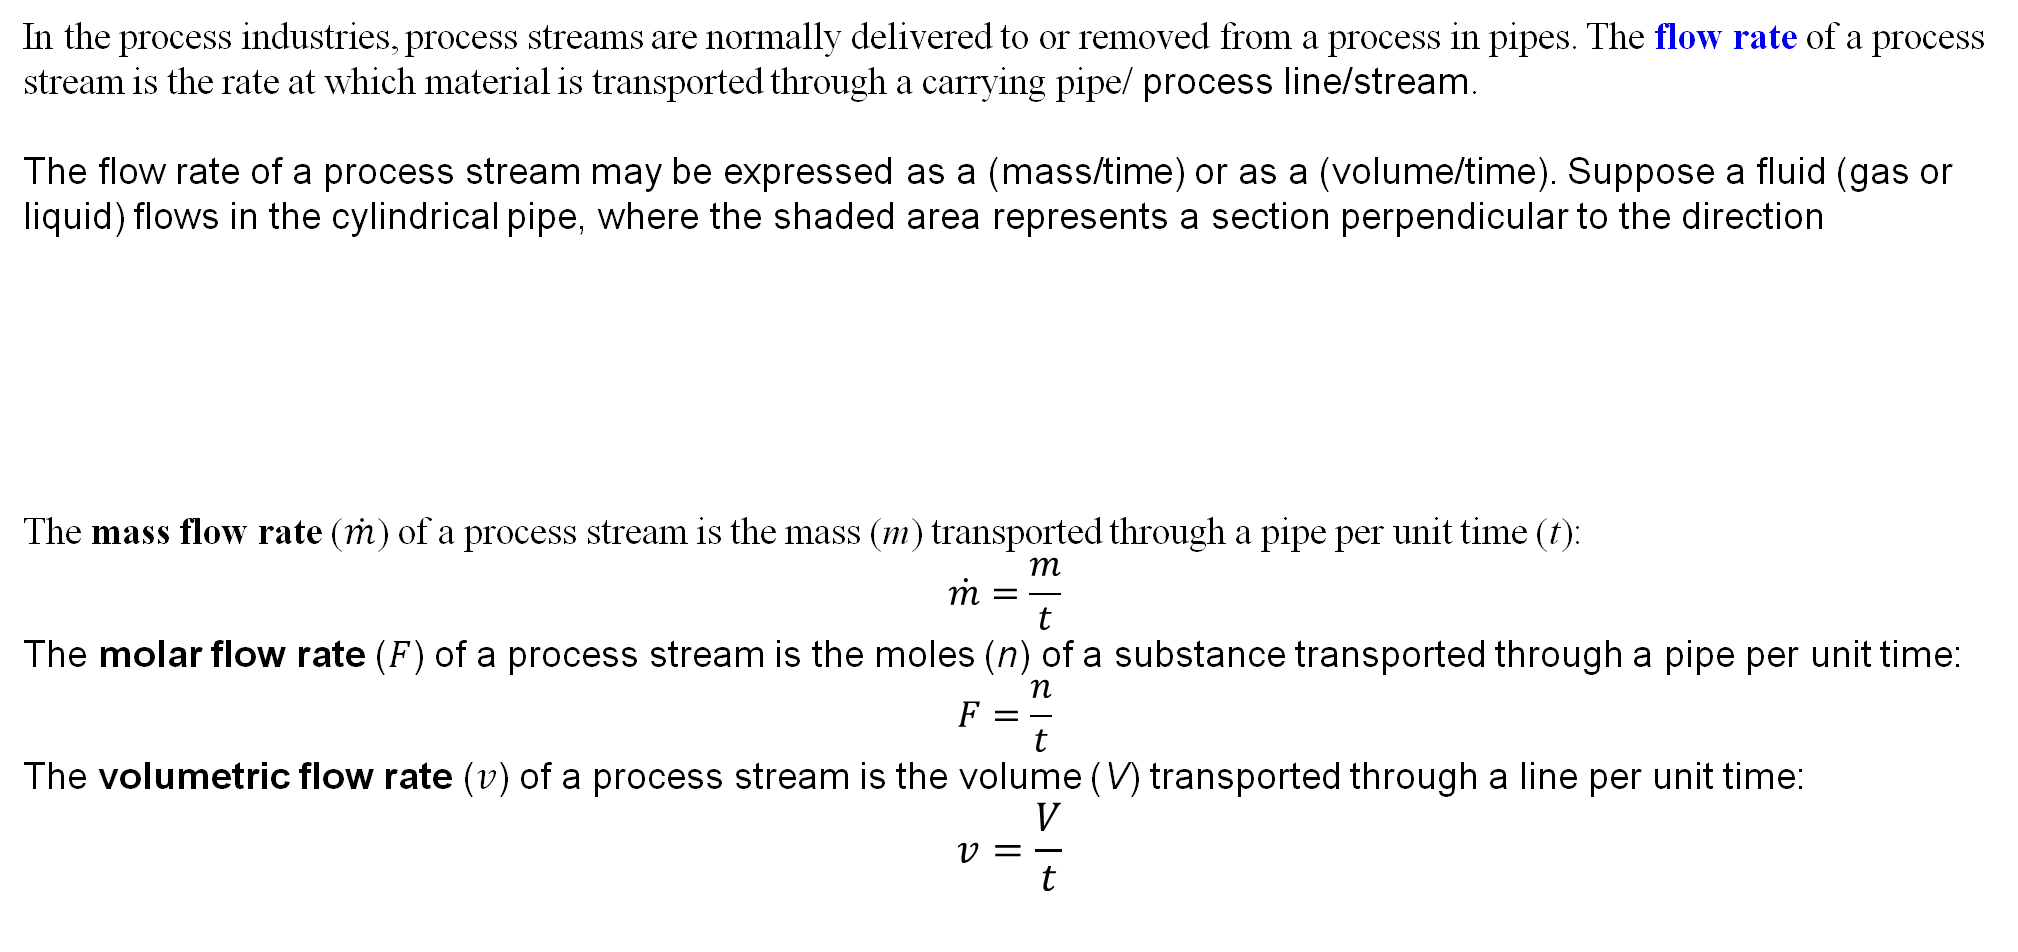 In the process industries, process streams are normally delivered to or removed from a process in pipes. The flow rate of a process
stream is the rate at which material is transported through a carrying pipe/ process line/stream.
The flow rate of a process stream may be expressed as a (mass/time) or as a (volume/time). Suppose a fluid (gas or
liquid) flows in the cylindrical pipe, where the shaded area represents a section perpendicular to the direction
The mass flow rate (ṁ) of a process stream is the mass (m) transported through a pipe per unit time (t):
ṁ = m/t
The molar flow rate (F) of a process stream is the moles (n) of a substance transported through a pipe per unit time:
F = n/t
The volumetric flow rate (v) of a process stream is the volume (V) transported through a line per unit time:
v = V/t